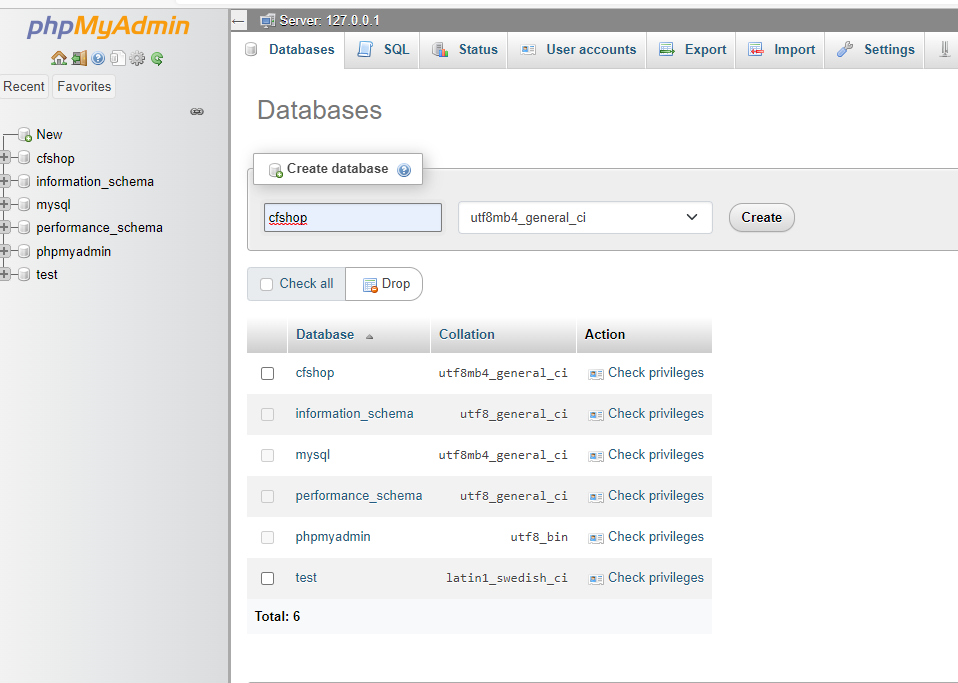 phpMyAdmin
Recent Favorites
New
cfshop
information_schema
mysql
performance_schema
phpmyadmin
test
Server: 127.0.0.1
Databases SQL Status User accounts Export Import Settings
Databases
Create database
cfshop utf8mb4_general_ci Create
Check all Drop
Database Collation Action
cfshop utf8mb4_general_ci Check privileges
information_schema utf8_general_ci Check privileges
mysql utf8mb4_general_ci Check privileges
performance_schema utf8_general_ci Check privileges
phpmyadmin utf8_bin Check privileges
test latin1_swedish_ci Check privileges
Total: 6